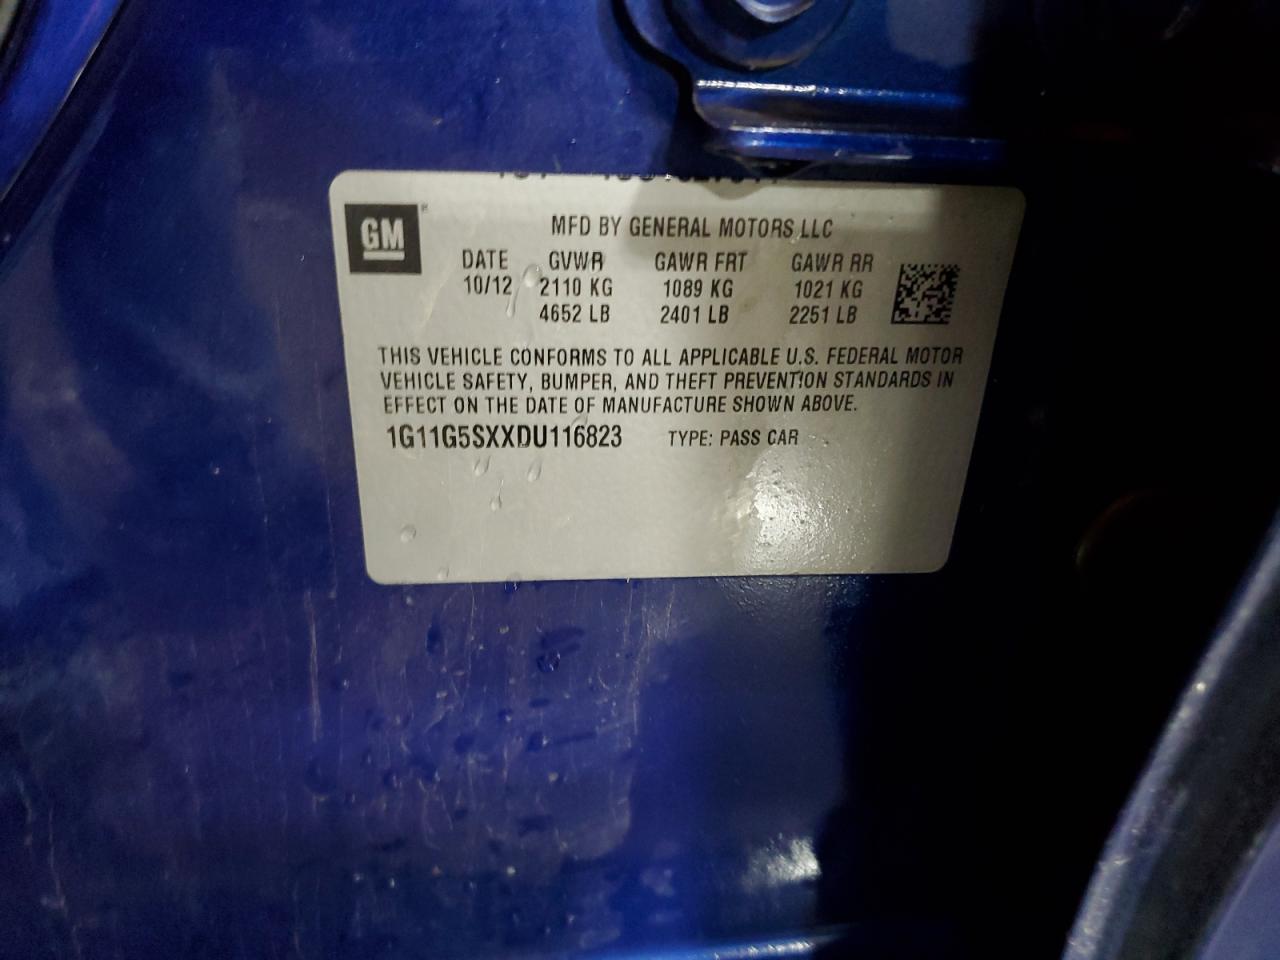 GM
MFD BY GENERAL MOTORS LLC
DATE GVWR GAWR FRT GAWR RR
10/12 2110 KG 1089 KG 1021 KG
4652 LB 2401 LB 2251 LB
THIS VEHICLE CONFORMS TO ALL APPLICABLE U.S. FEDERAL MOTOR
VEHICLE SAFETY, BUMPER, AND THEFT PREVENTION STANDARDS IN
EFFECT ON THE DATE OF MANUFACTURE SHOWN ABOVE.
1G11G5SXXDU116823 TYPE: PASS CAR